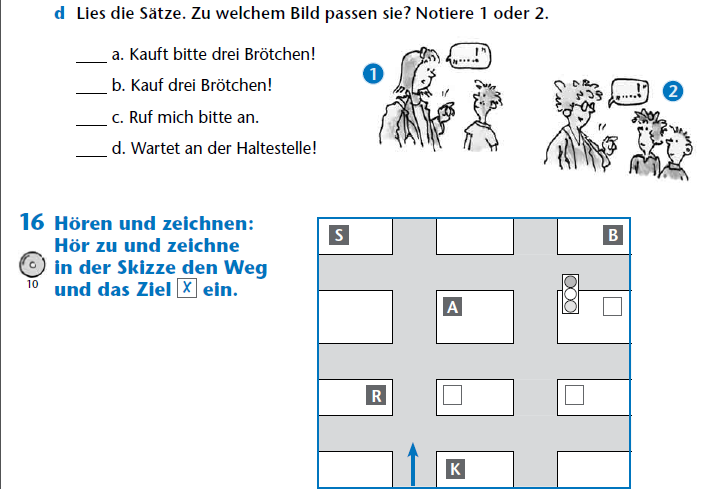 d Lies die Sätze. Zu welchem Bild passen sie? Notiere 1 oder 2.
____ a. Kauft bitte drei Brötchen!
____ b. Kauf drei Brötchen!
____ c. Ruf mich bitte an.
____ d. Wartet an der Haltestelle!
1
.....!
2
.....!
16 Hören und zeichnen:
Hör zu und zeichne
in der Skizze den Weg
und das Ziel X ein.
10
S
B
A
R
K